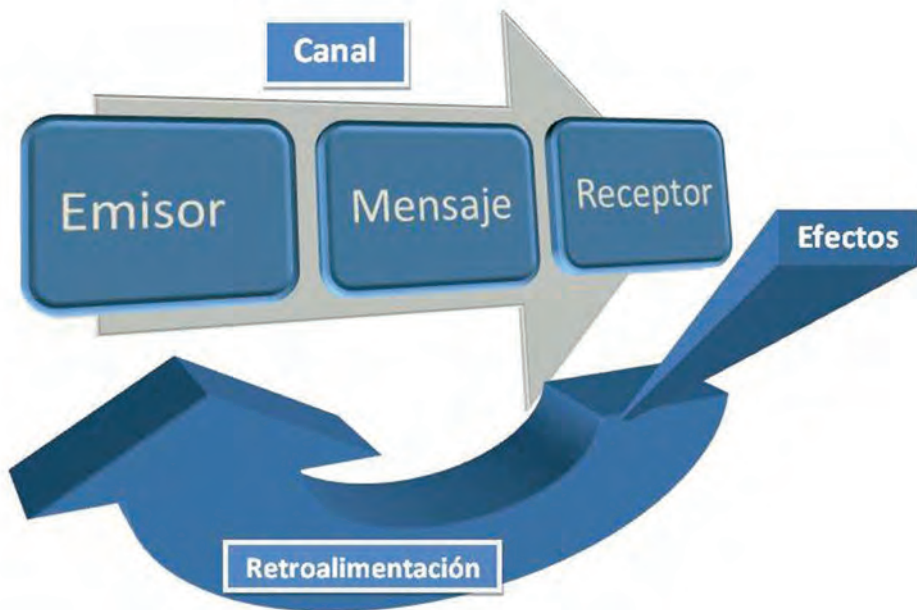 Canal
Emisor
Mensaje
Receptor
Efectos
Retroalimentación